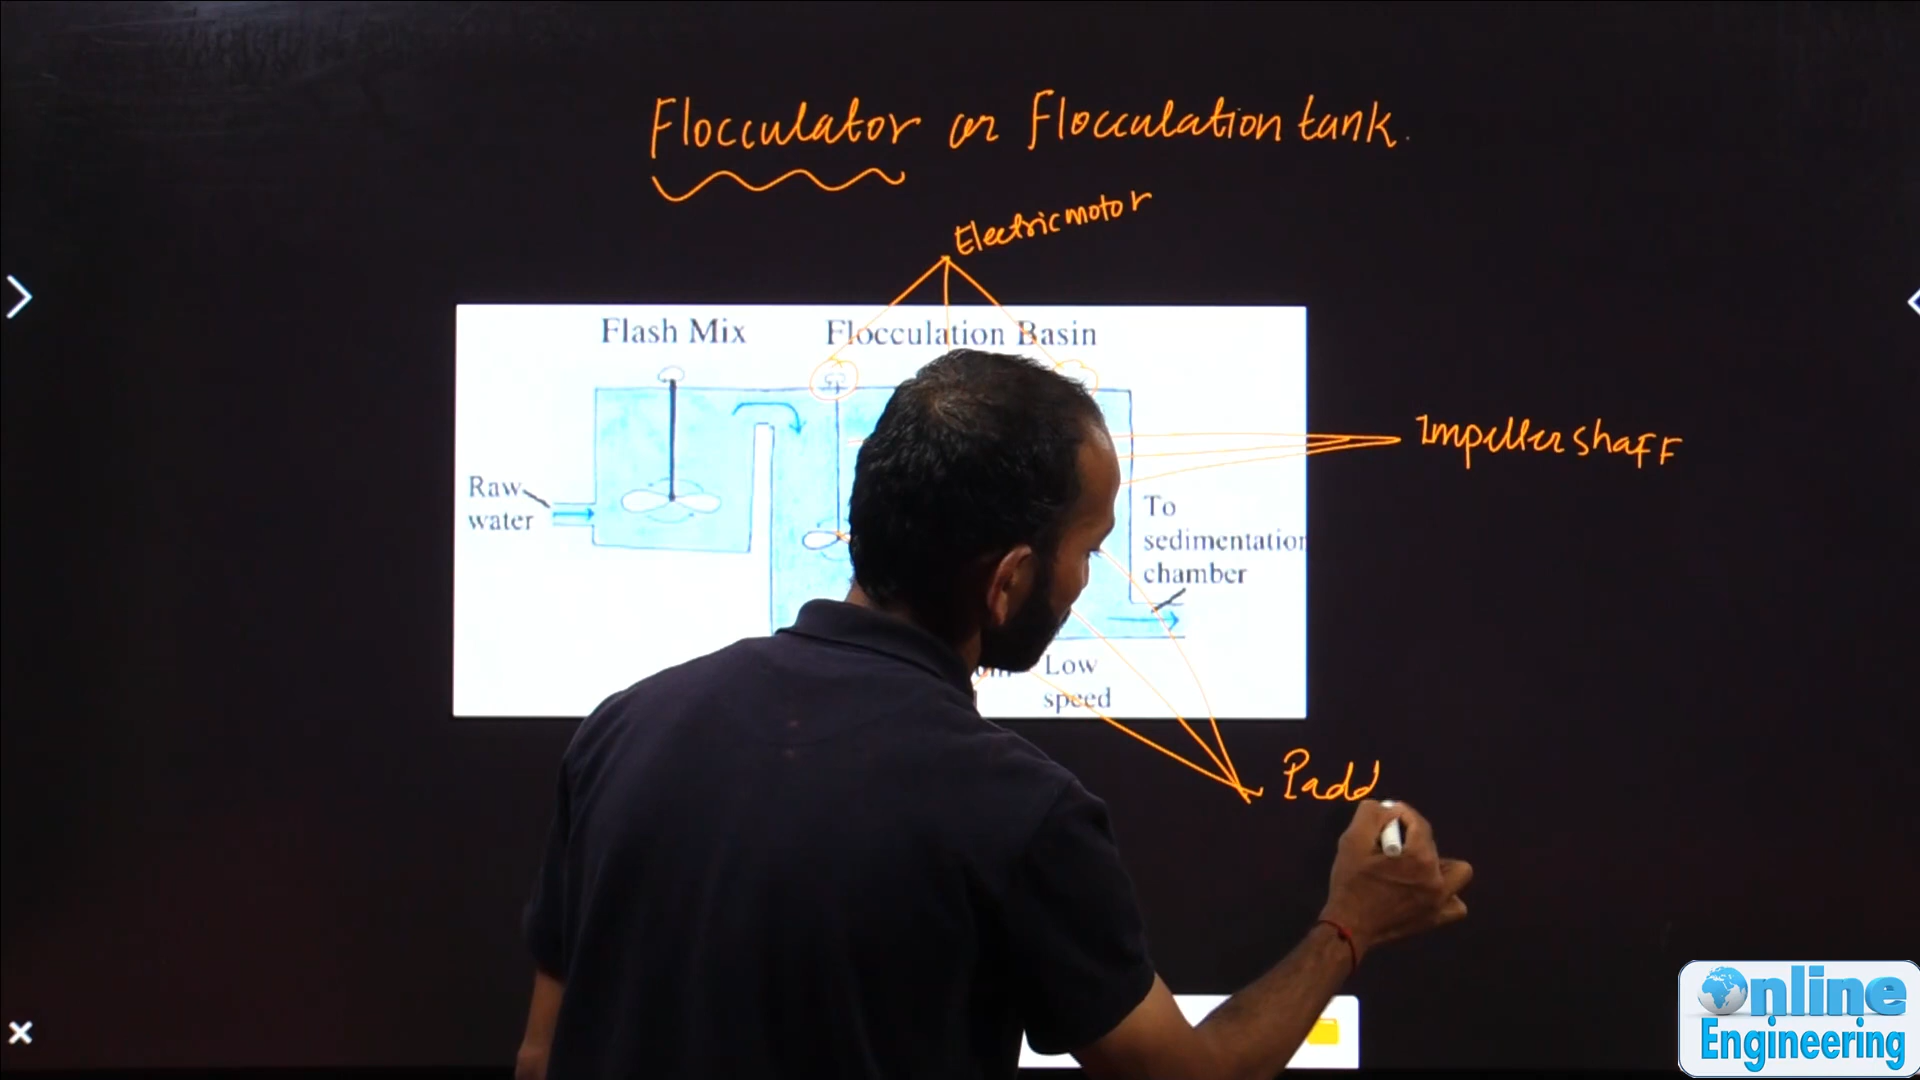 Flocculator or Flocculation tank.
Electric motor
Flash Mix
Flocculation Basin
Impeller shaft
Raw
water
To
sedimentation
chamber
Low
speed
Padd
Online
Engineering